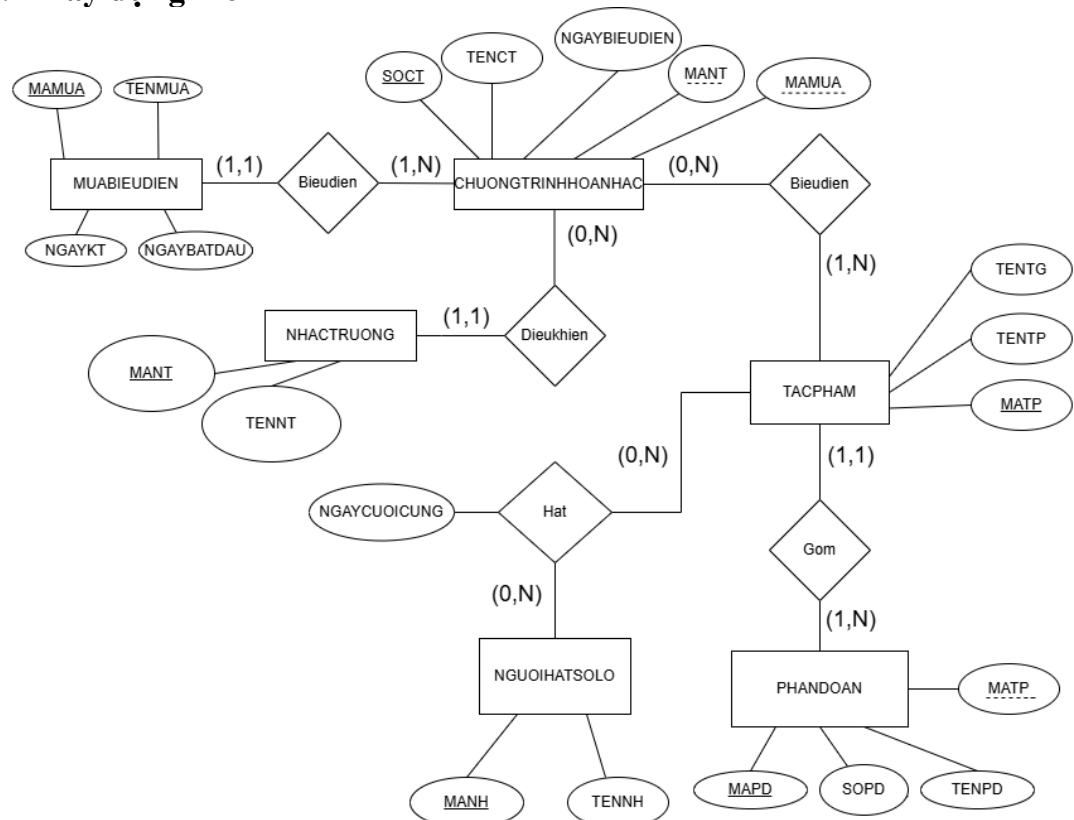 NGAYBIEUDIEN
TENCT
SOCT
MANT
MAMUA
MAMUA
TENMUA
MUABIEUDIEN
(1,1)
Bieudien
(1,N)
CHUONGTRINHHOANHAC
(0,N)
Bieudien
NGAYKT
NGAYBATDAU
(0,N)
(1,N)
TENTG
NHACTRUONG
(1,1)
Dieukhien
TENTP
MANT
TACPHAM
MATP
TENNT
(0,N)
(1,1)
NGAYCUOICUNG
Hat
Gom
(0,N)
(1,N)
NGUOIHATSOLO
PHANDOAN
MATP
MANH
TENNH
MAPD
SOPD
TENPD